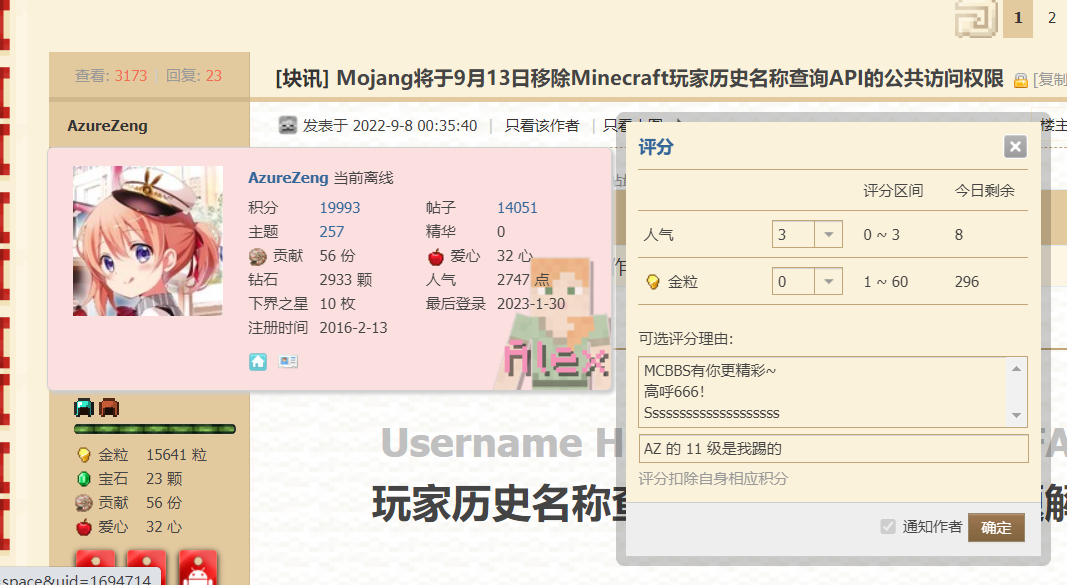 1 2
查看: 3173 | 回复: 23
[块讯] Mojang将于9月13日移除Minecraft玩家历史名称查询API的公共访问权限 [复制
AzureZeng
发表于 2022-9-8 00:35:40 | 只看该作者 | 只看大图
楼主
AzureZeng 当前离线
积分 19993 帖子 14051
主题 257 精华 0
贡献 56 份 爱心 32 心
钻石 2933 颗 人气 2747 点
下界之星 10 枚 最后登录 2023-1-30
注册时间 2016-2-13
Alex
金粒 15641 粒
宝石 23 颗
贡献 56 份
爱心 32 心
space&uid=1694714
Username H
FA
玩家历史名称
评分
评分区间 今日剩余
人气 3 0 ~ 3 8
金粒 0 1 ~ 60 296
可选评分理由:
MCBBS有你更精彩~
高呼666!
Ssssssssssssssssssss
AZ 的 11 级是我踢的
评分扣除自身相应积分
通知作者 确定